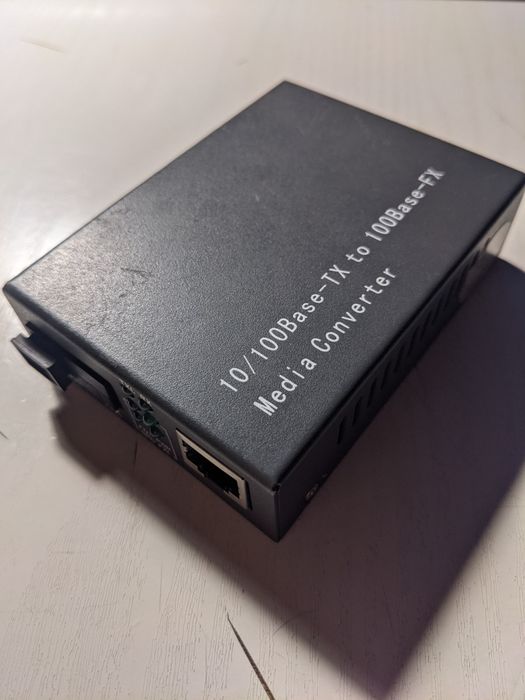 10/100Base-TX to 100Base-FX
Media Converter